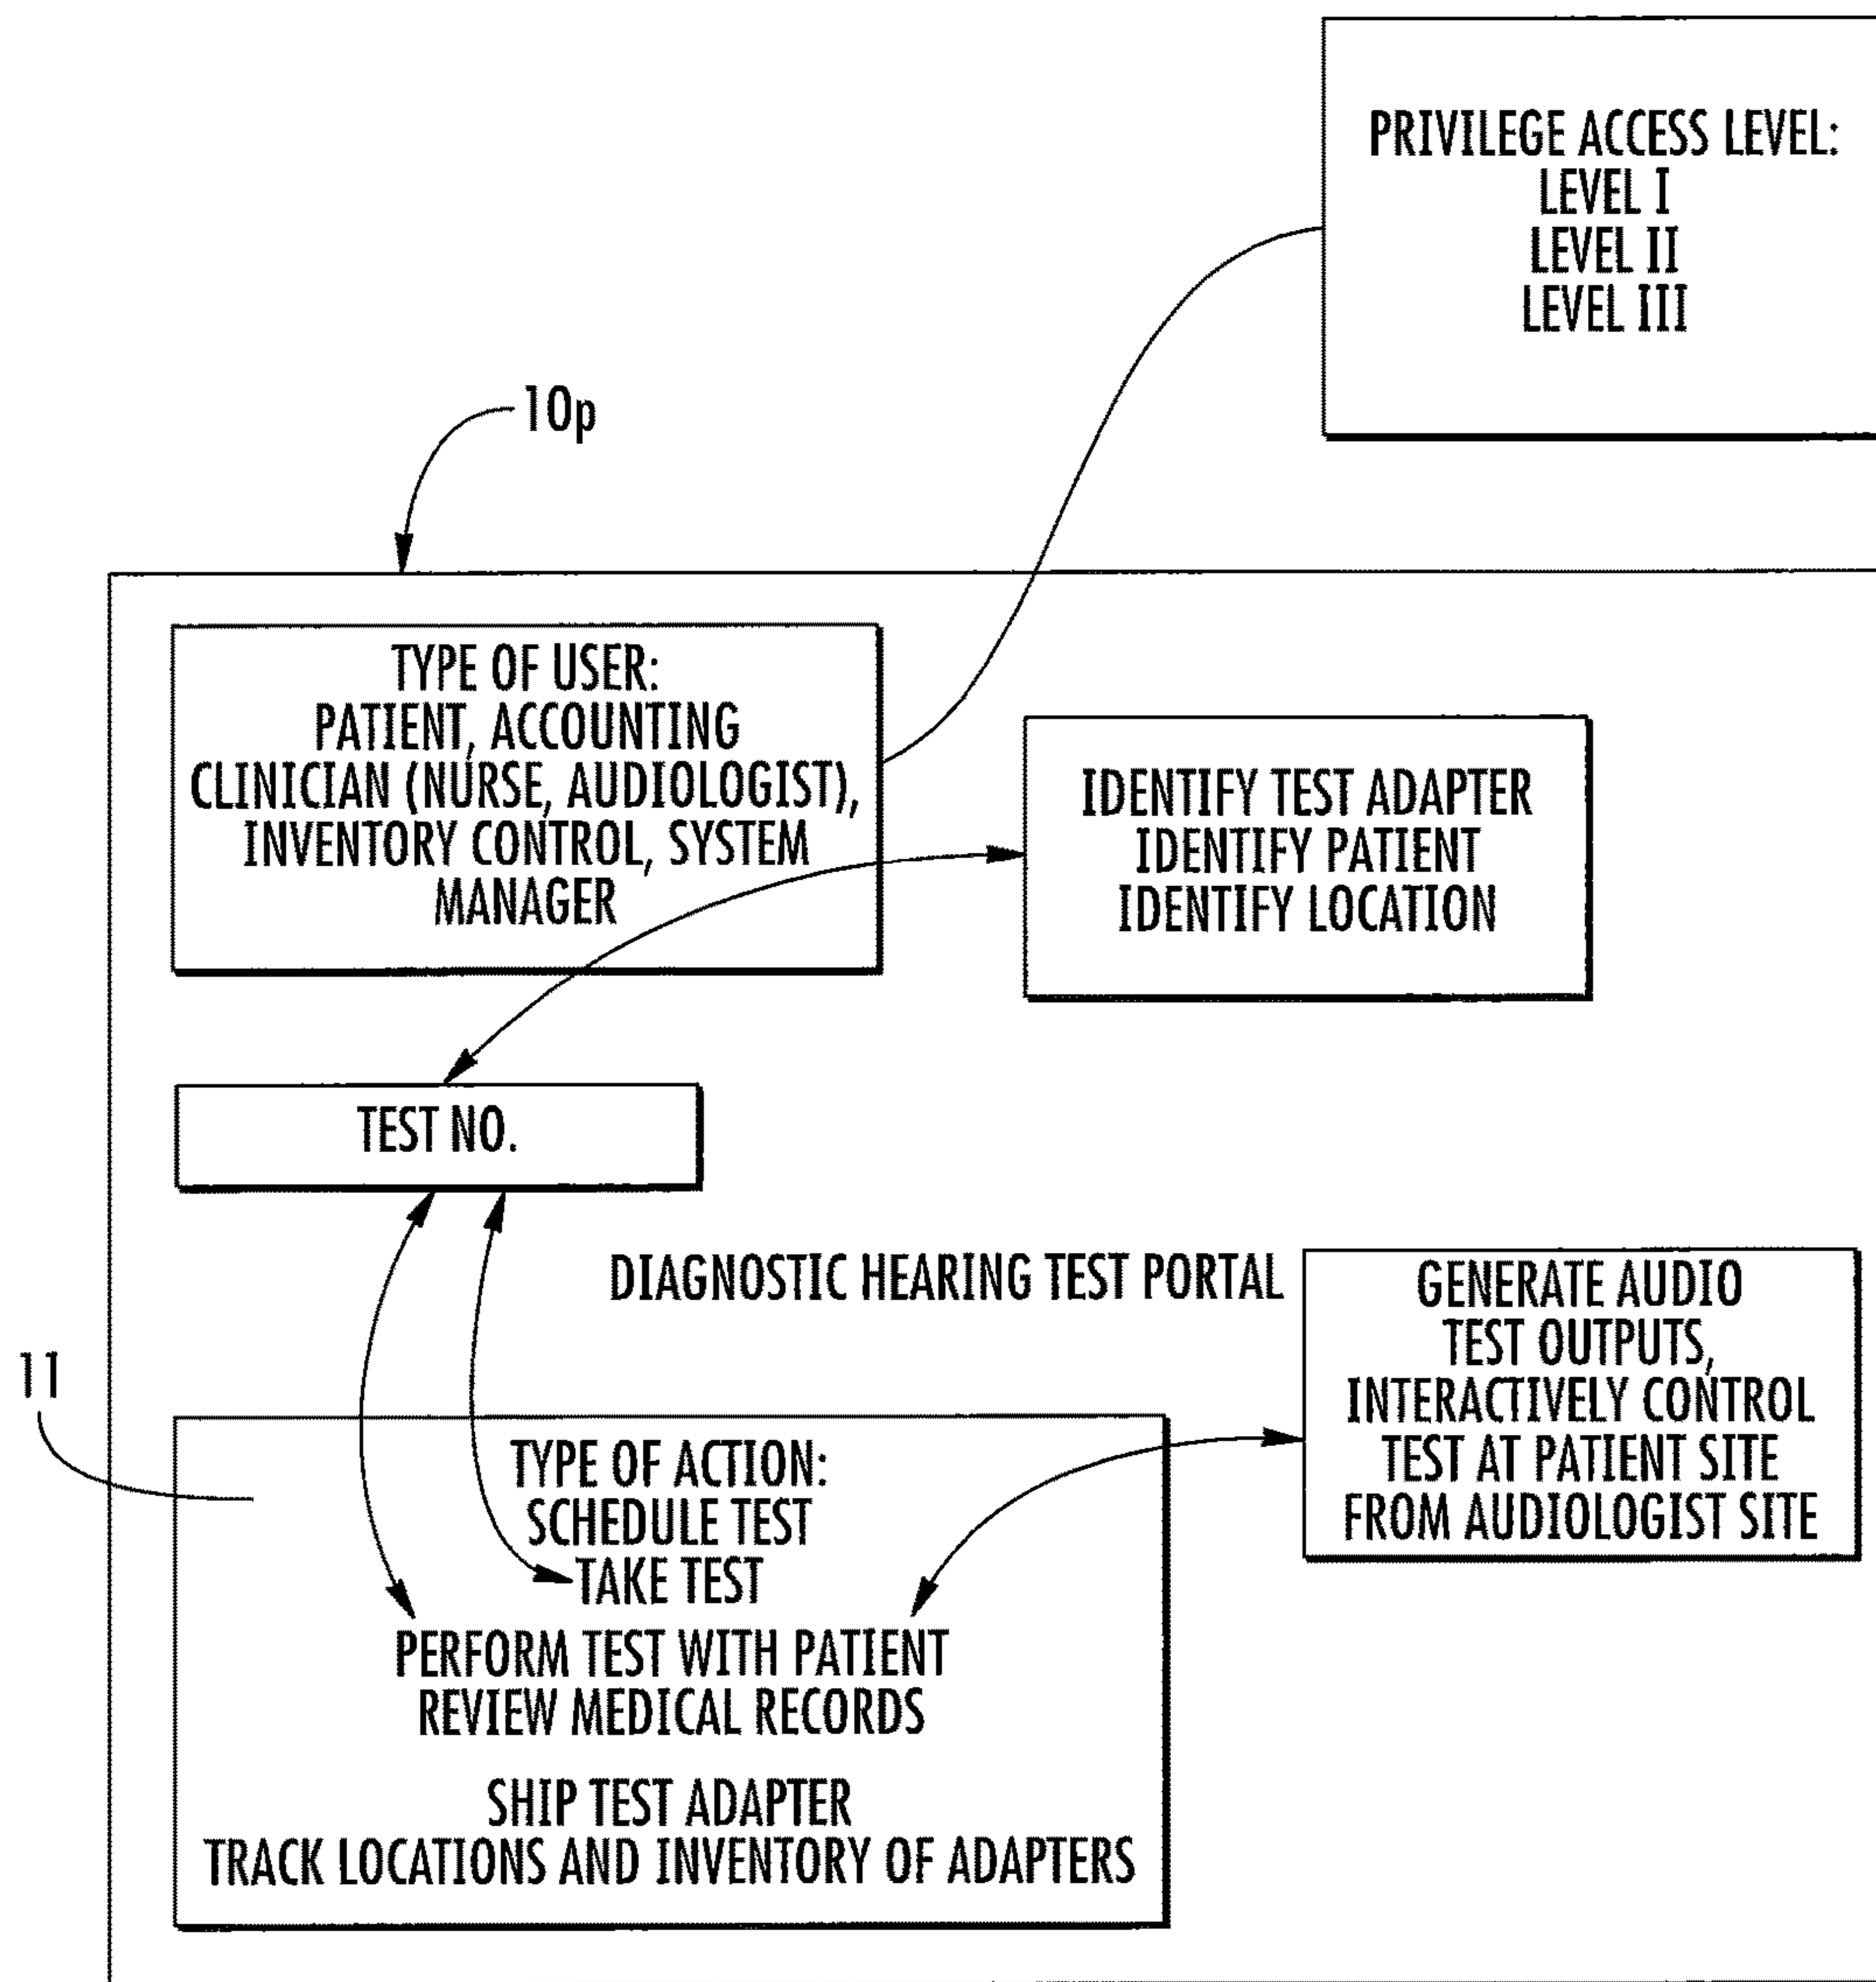 PRIVILEGE ACCESS LEVEL:
LEVEL I
LEVEL II
LEVEL III
10p
TYPE OF USER:
PATIENT, ACCOUNTING
CLINICIAN (NURSE, AUDIOLOGIST),
INVENTORY CONTROL, SYSTEM
MANAGER
IDENTIFY TEST ADAPTER
IDENTIFY PATIENT
IDENTIFY LOCATION
TEST NO.
DIAGNOSTIC HEARING TEST PORTAL
GENERATE AUDIO
TEST OUTPUTS,
INTERACTIVELY CONTROL
TEST AT PATIENT SITE
FROM AUDIOLOGIST SITE
11
TYPE OF ACTION:
SCHEDULE TEST
TAKE TEST
PERFORM TEST WITH PATIENT
REVIEW MEDICAL RECORDS
SHIP TEST ADAPTER
TRACK LOCATIONS AND INVENTORY OF ADAPTERS